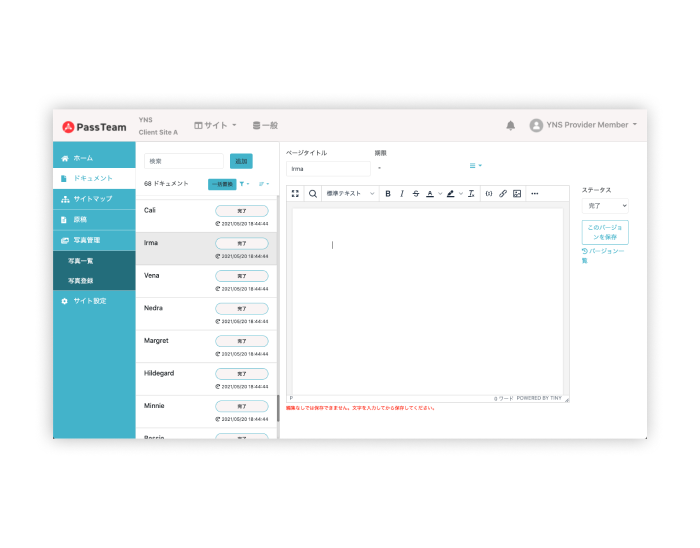 PassTeam
YNS
Client Site A
サイト
一般
YNS Provider Member
ホーム
ドキュメント
サイトマップ
原稿
写真管理
写真一覧
写真登録
サイト設定
検索
追加
68 ドキュメント
一括置換
Cali
完了
2021/05/20 18:44:44
Irma
完了
2021/05/20 18:44:44
Vena
完了
2021/05/20 18:44:44
Nedra
完了
2021/05/20 18:44:44
Margret
完了
2021/05/20 18:44:44
Hildegard
完了
2021/05/20 18:44:44
Minnie
完了
2021/05/20 18:44:44
Bessie
ページタイトル
期限
Irma
-
標準テキスト
B I S A
P
0 ワード POWERED BY TINY
編集なしでは保存できません。文字を入力してから保存してください。
ステータス
完了
このバージョ
ンを保存
バージョン一
覧